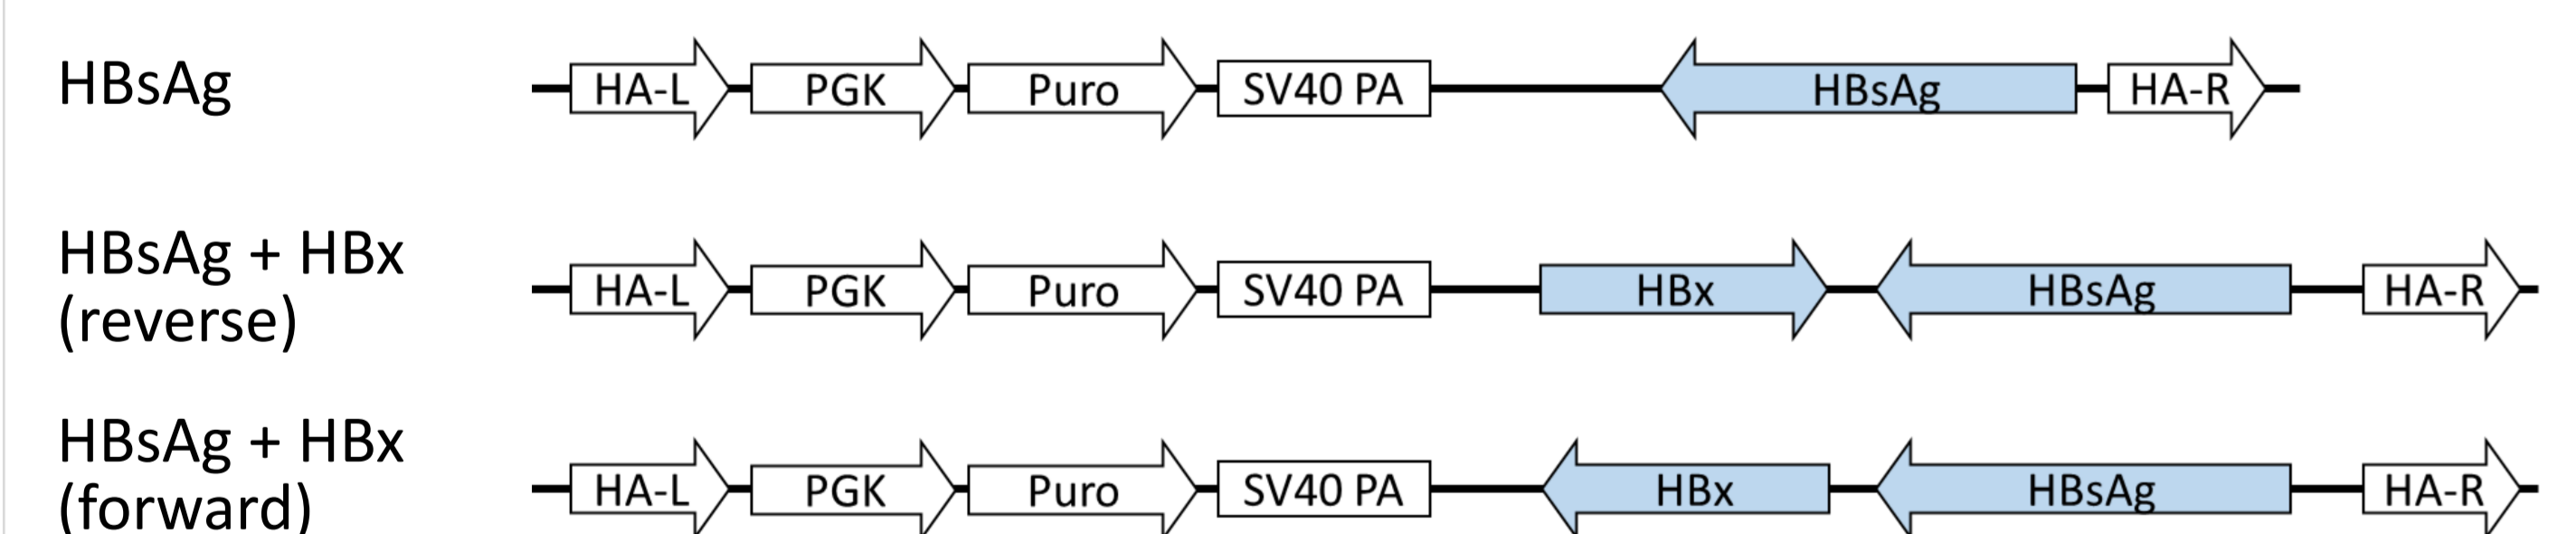 HBsAg HA-L PGK Puro SV40 PA HBsAg HA-R
HBsAg + HBx
(reverse)
HA-L PGK Puro SV40 PA HBx HBsAg HA-R
HBsAg + HBx
(forward)
HA-L PGK Puro SV40 PA HBx HBsAg HA-R